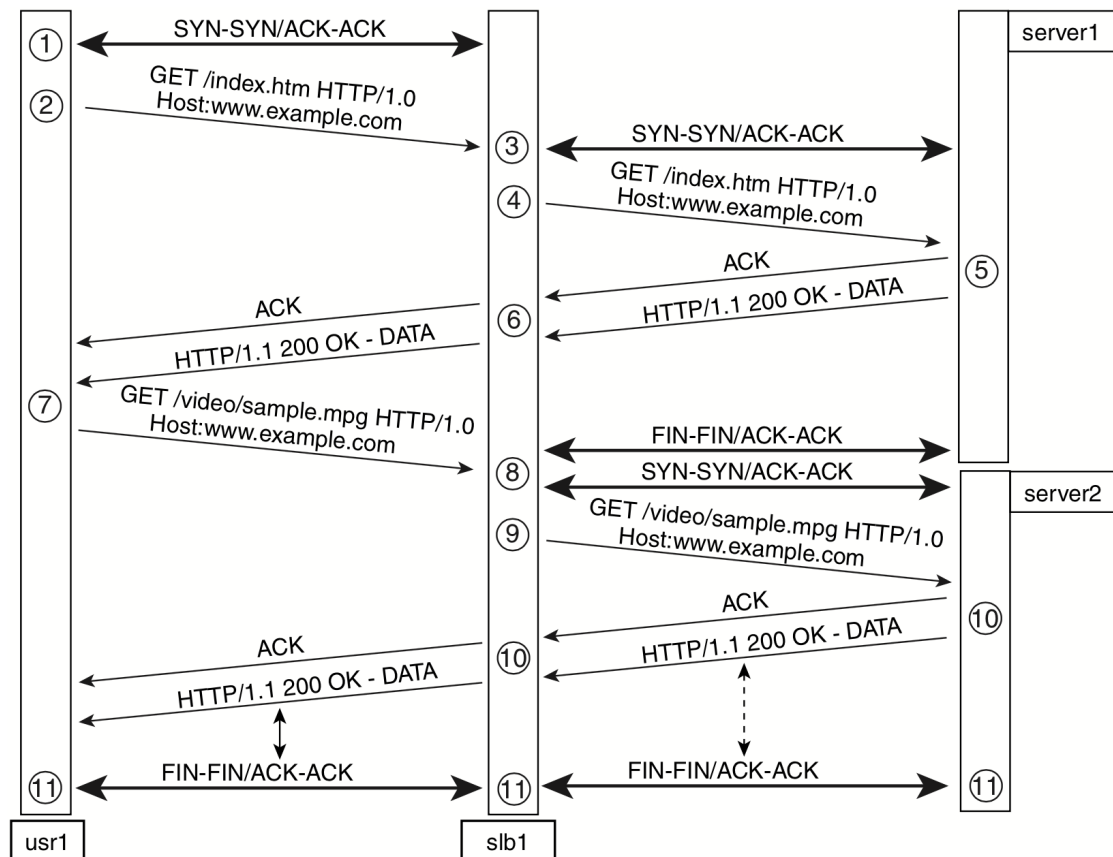 ① SYN-SYN/ACK-ACK server1
② GET /index.htm HTTP/1.0
Host:www.example.com
③ SYN-SYN/ACK-ACK
④ GET /index.htm HTTP/1.0
Host:www.example.com
ACK ⑤
HTTP/1.1 200 OK - DATA
⑥ ACK
HTTP/1.1 200 OK - DATA
⑦ GET /video/sample.mpg HTTP/1.0
Host:www.example.com
FIN-FIN/ACK-ACK
⑧ SYN-SYN/ACK-ACK
server2
⑨ GET /video/sample.mpg HTTP/1.0
Host:www.example.com
ACK ⑩
HTTP/1.1 200 OK - DATA
ACK ⑩
HTTP/1.1 200 OK - DATA
⑪ FIN-FIN/ACK-ACK ⑪ FIN-FIN/ACK-ACK ⑪
usr1 slb1